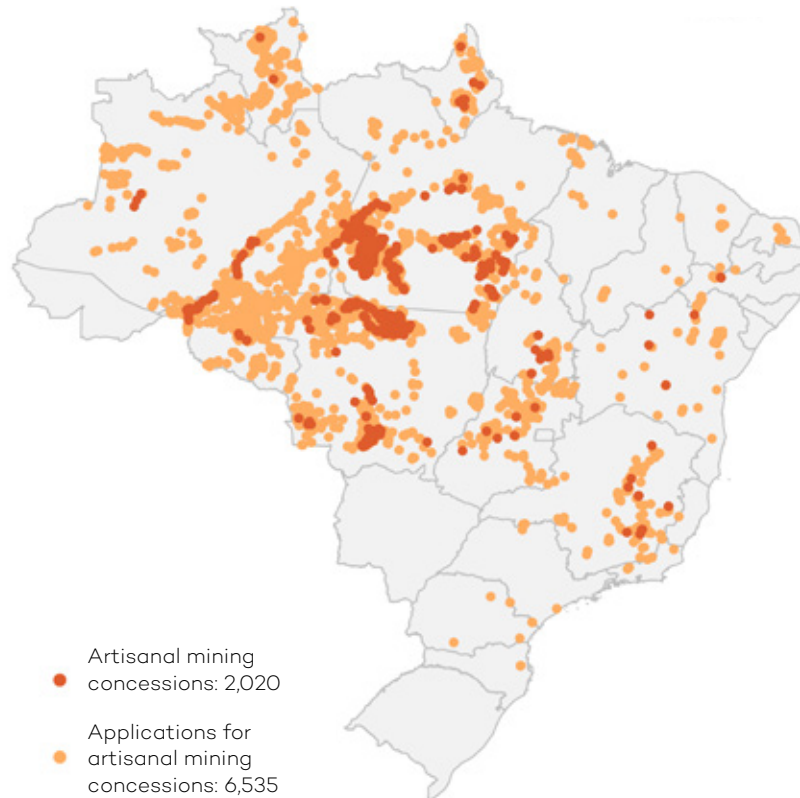 Artisanal mining
concessions: 2,020
Applications for
artisanal mining
concessions: 6,535